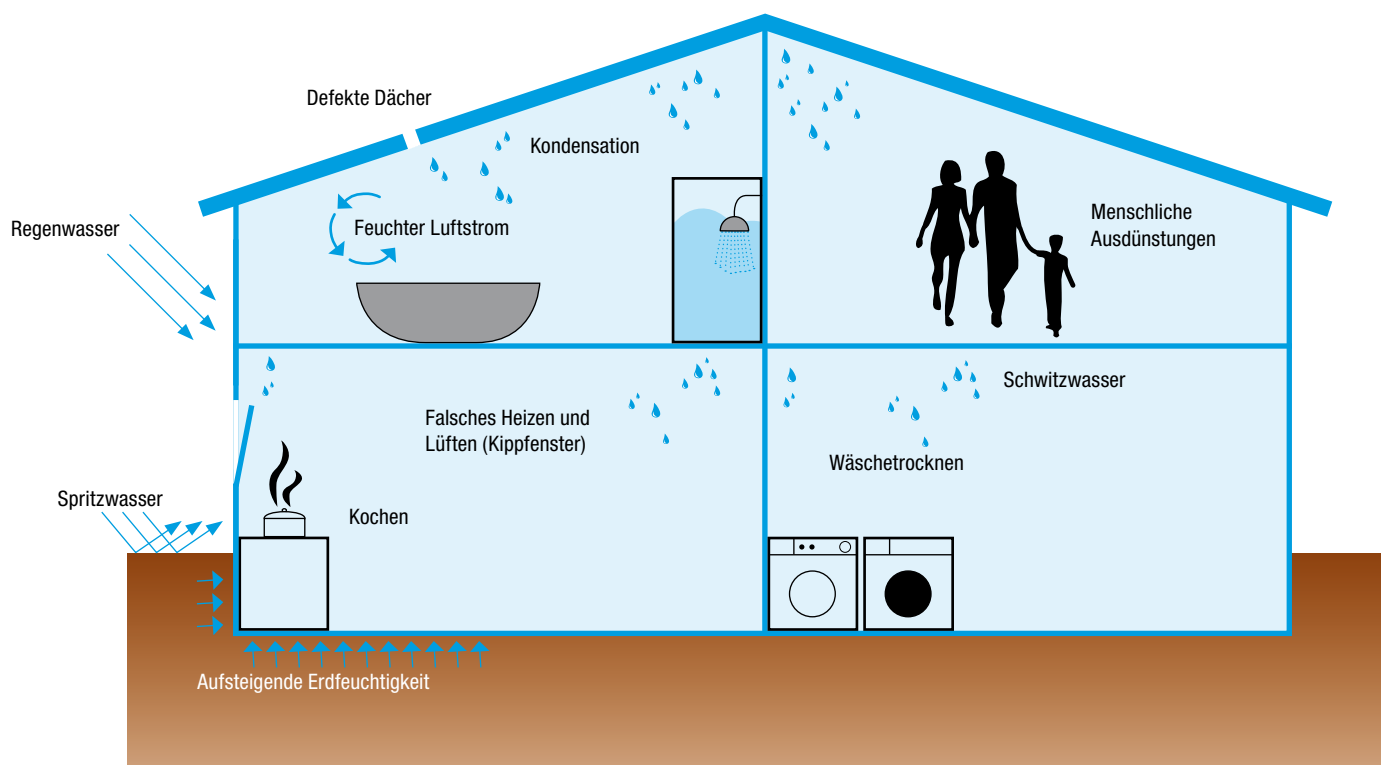 Defekte Dächer
Kondensation
Regenwasser
Feuchter Luftstrom
Menschliche
Ausdünstungen
Schwitzwasser
Falsches Heizen und
Lüften (Kippfenster)
Wäschetrocknen
Spritzwasser
Kochen
Aufsteigende Erdfeuchtigkeit